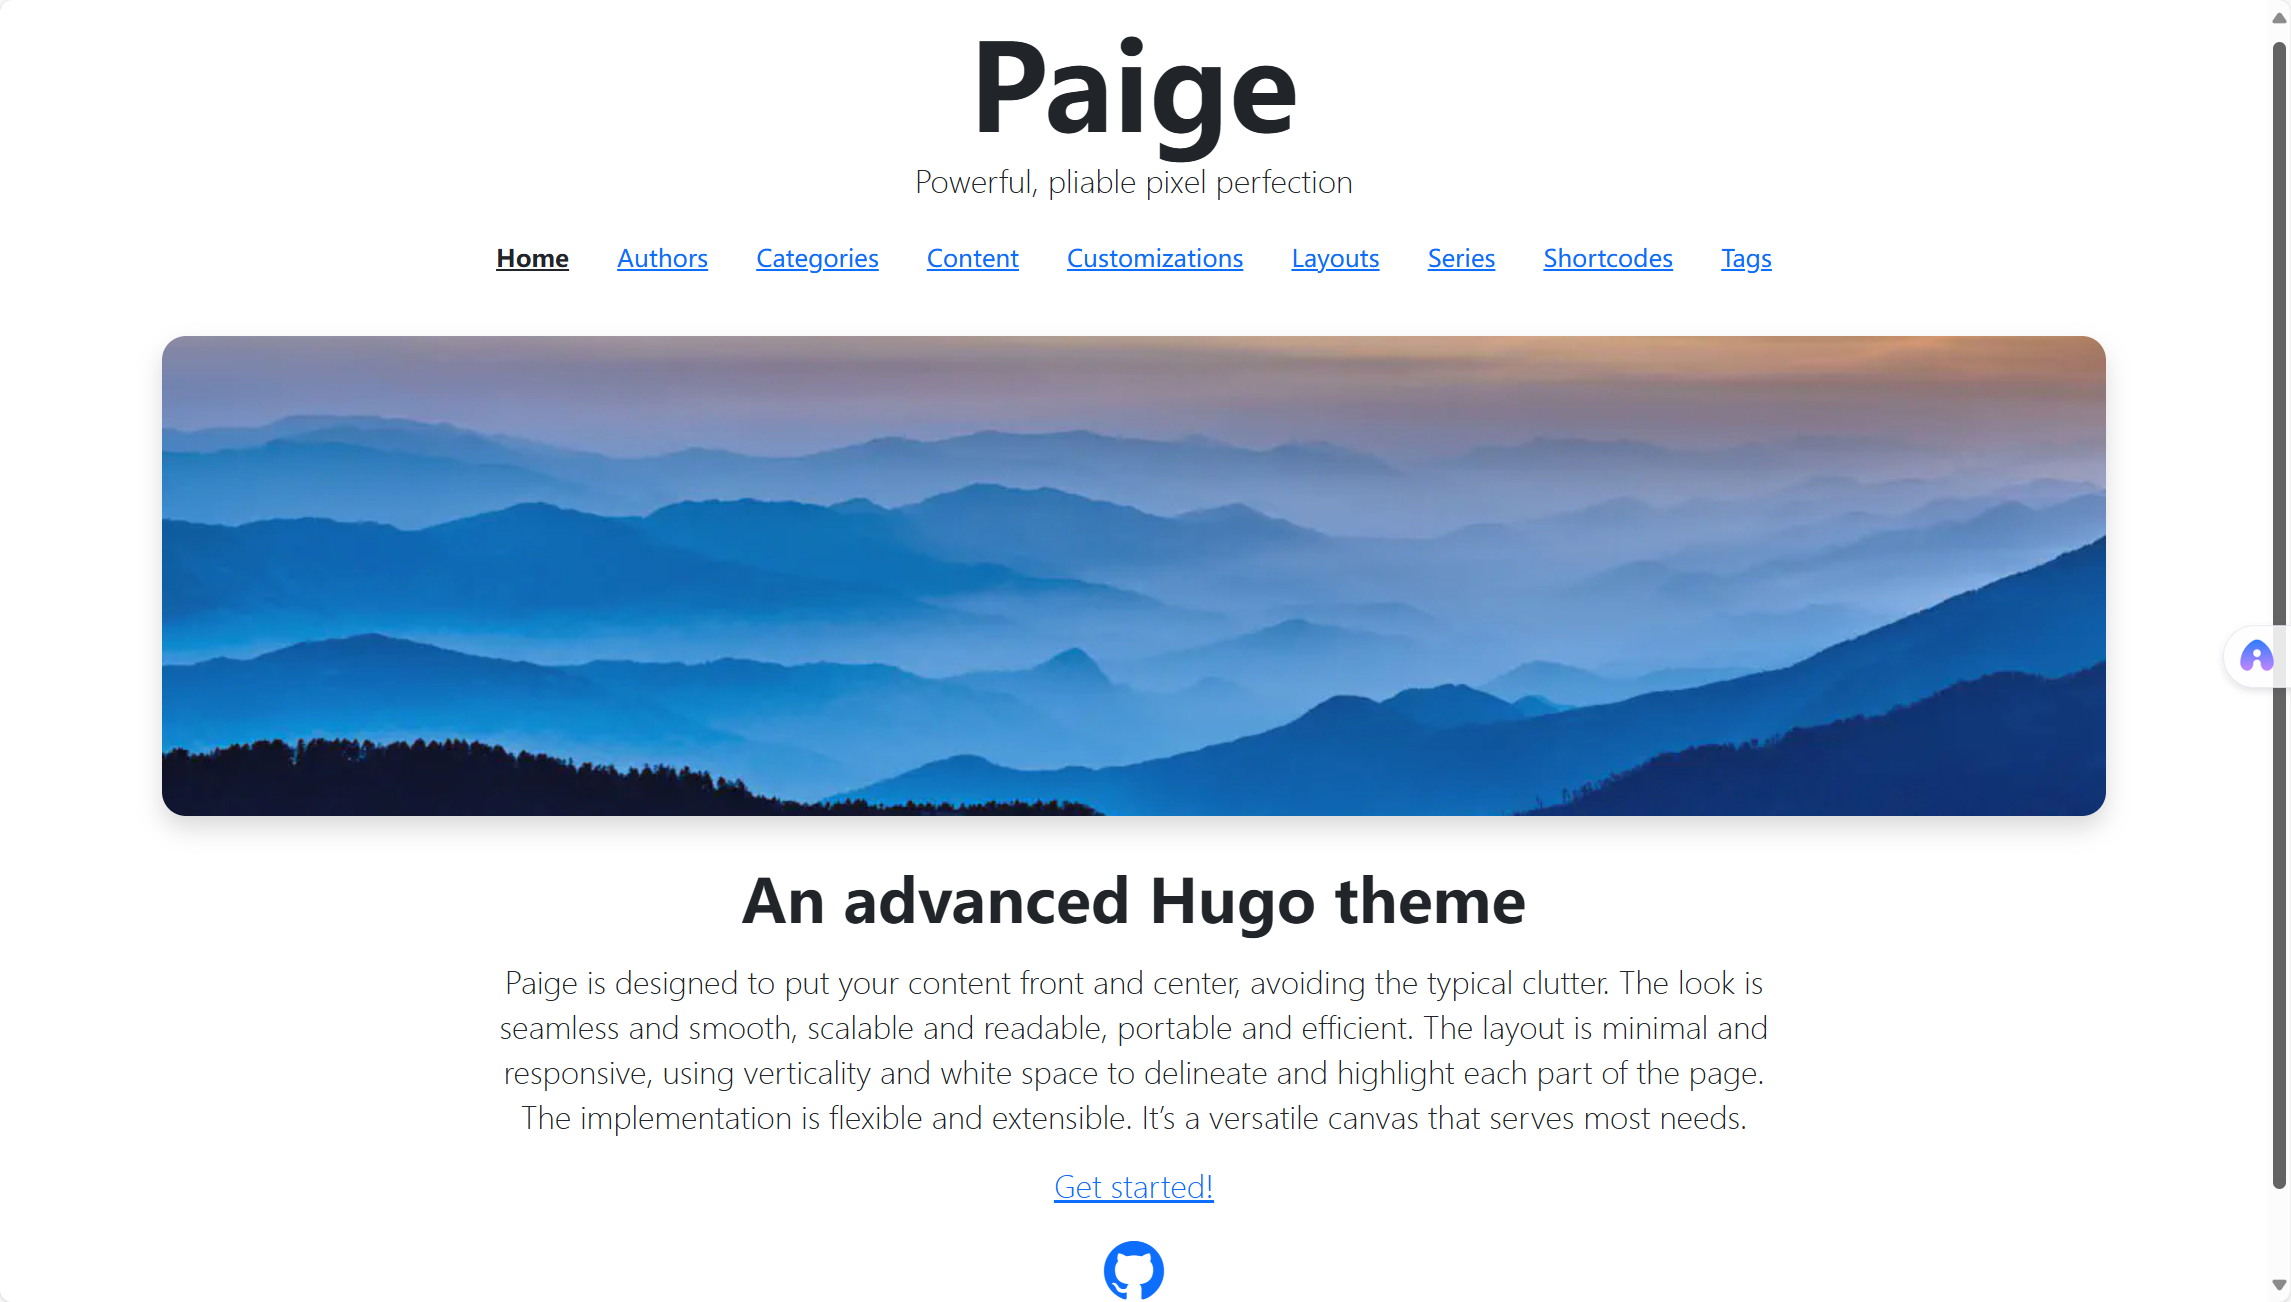 Paige
Powerful, pliable pixel perfection
Home Authors Categories Content Customizations Layouts Series Shortcodes Tags
An advanced Hugo theme
Paige is designed to put your content front and center, avoiding the typical clutter. The look is
seamless and smooth, scalable and readable, portable and efficient. The layout is minimal and
responsive, using verticality and white space to delineate and highlight each part of the page.
The implementation is flexible and extensible. It’s a versatile canvas that serves most needs.
Get started!